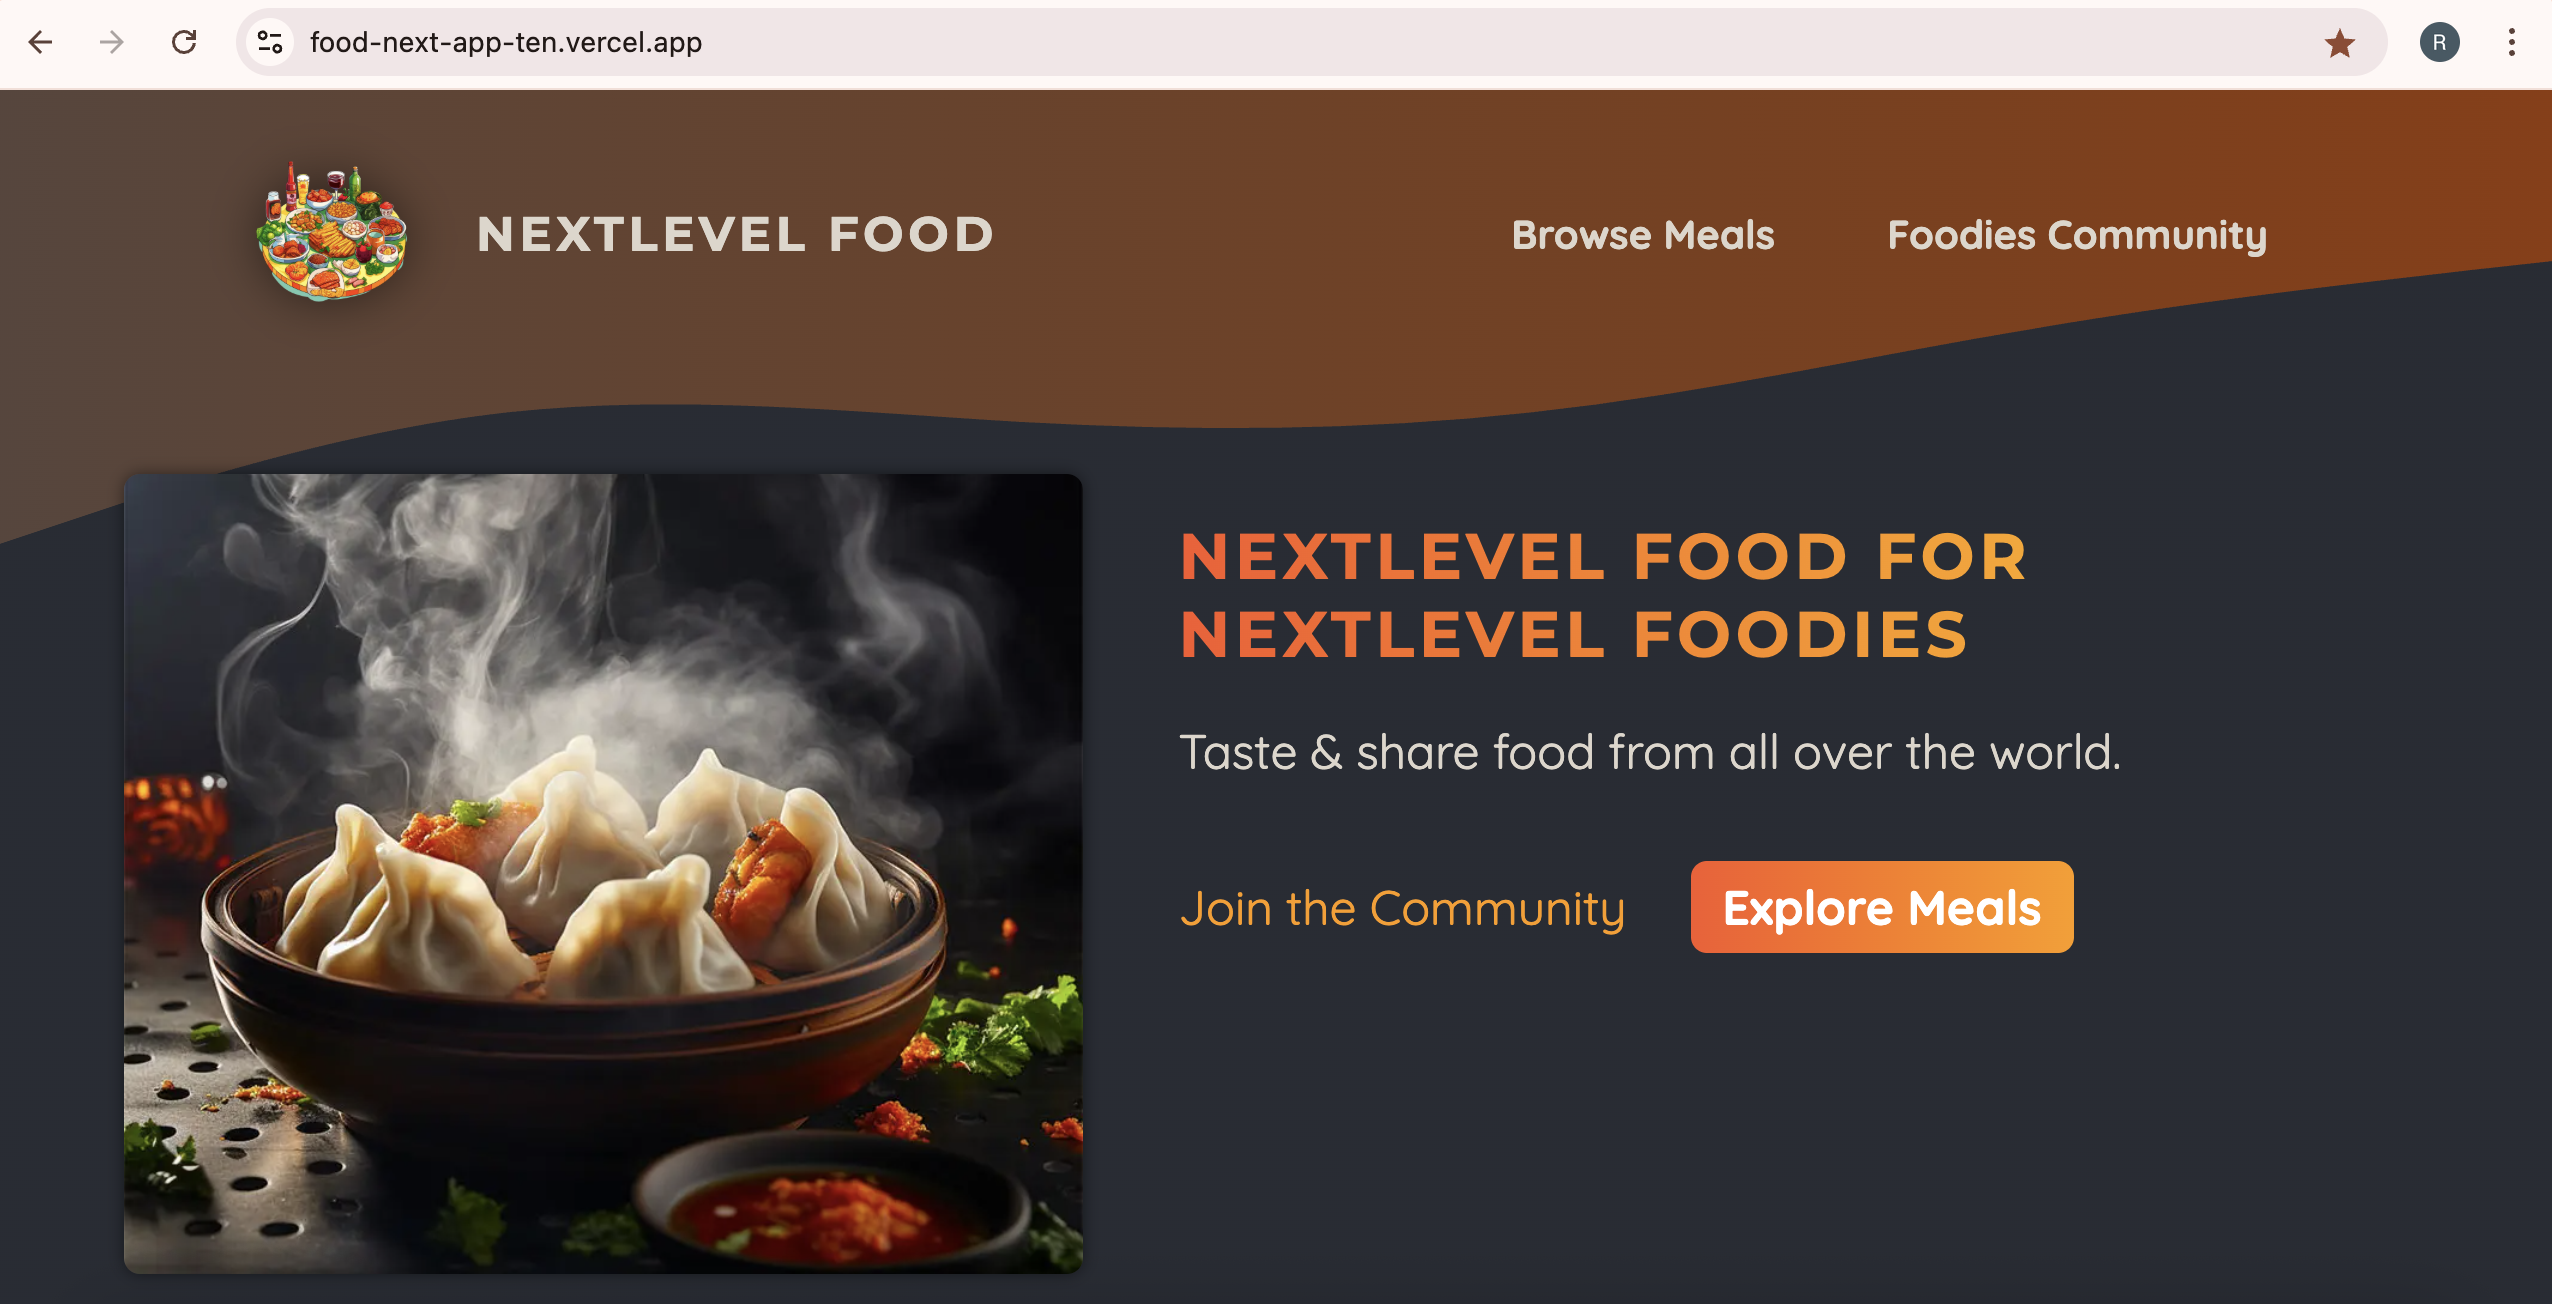 food-next-app-ten.vercel.app
R
NEXTLEVEL FOOD
Browse Meals
Foodies Community
NEXTLEVEL FOOD FOR
NEXTLEVEL FOODIES
Taste & share food from all over the world.
Join the Community
Explore Meals